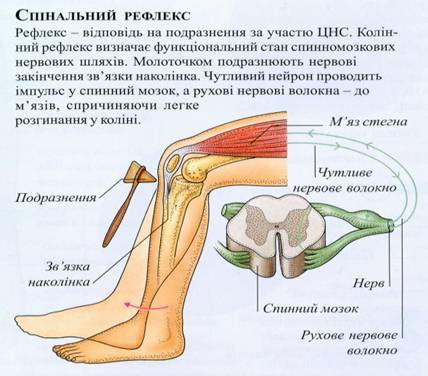 СПІНАЛЬНИЙ РЕФЛЕКС
Рефлекс – відповідь на подразнення за участю ЦНС. Колін-
ний рефлекс визначає функціональний стан спинномозкових
нервових шляхів. Молоточком подразнюють нервові
закінчення зв'язки наколінка. Чутливий нейрон проводить
імпульс у спинний мозок, а рухові нервові волокна – до
м'язів, спричиняючи легке
розгинання у коліні.
М'яз стегна
Чутливе
нервове волокно
Подразнення
Зв'язка
наколінка
Нерв
Спинний мозок
Рухове нервове
волокно